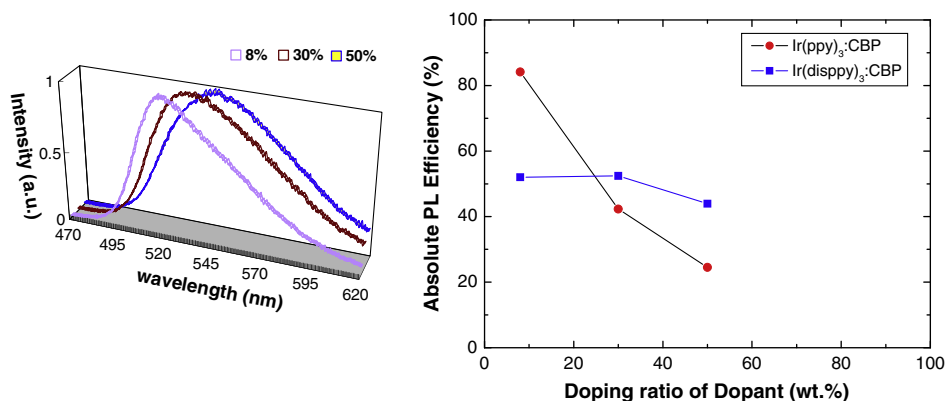 8% 30% 50%
1
0.5
0
Intensity (a.u.)
470 495 520 545 570 595 620
wavelength (nm)
100
80
60
40
20
0
Absolute PL Efficiency (%)
Ir(ppy)₃:CBP
Ir(disppy)₃:CBP
0 20 40 60 80 100
Doping ratio of Dopant (wt.%)